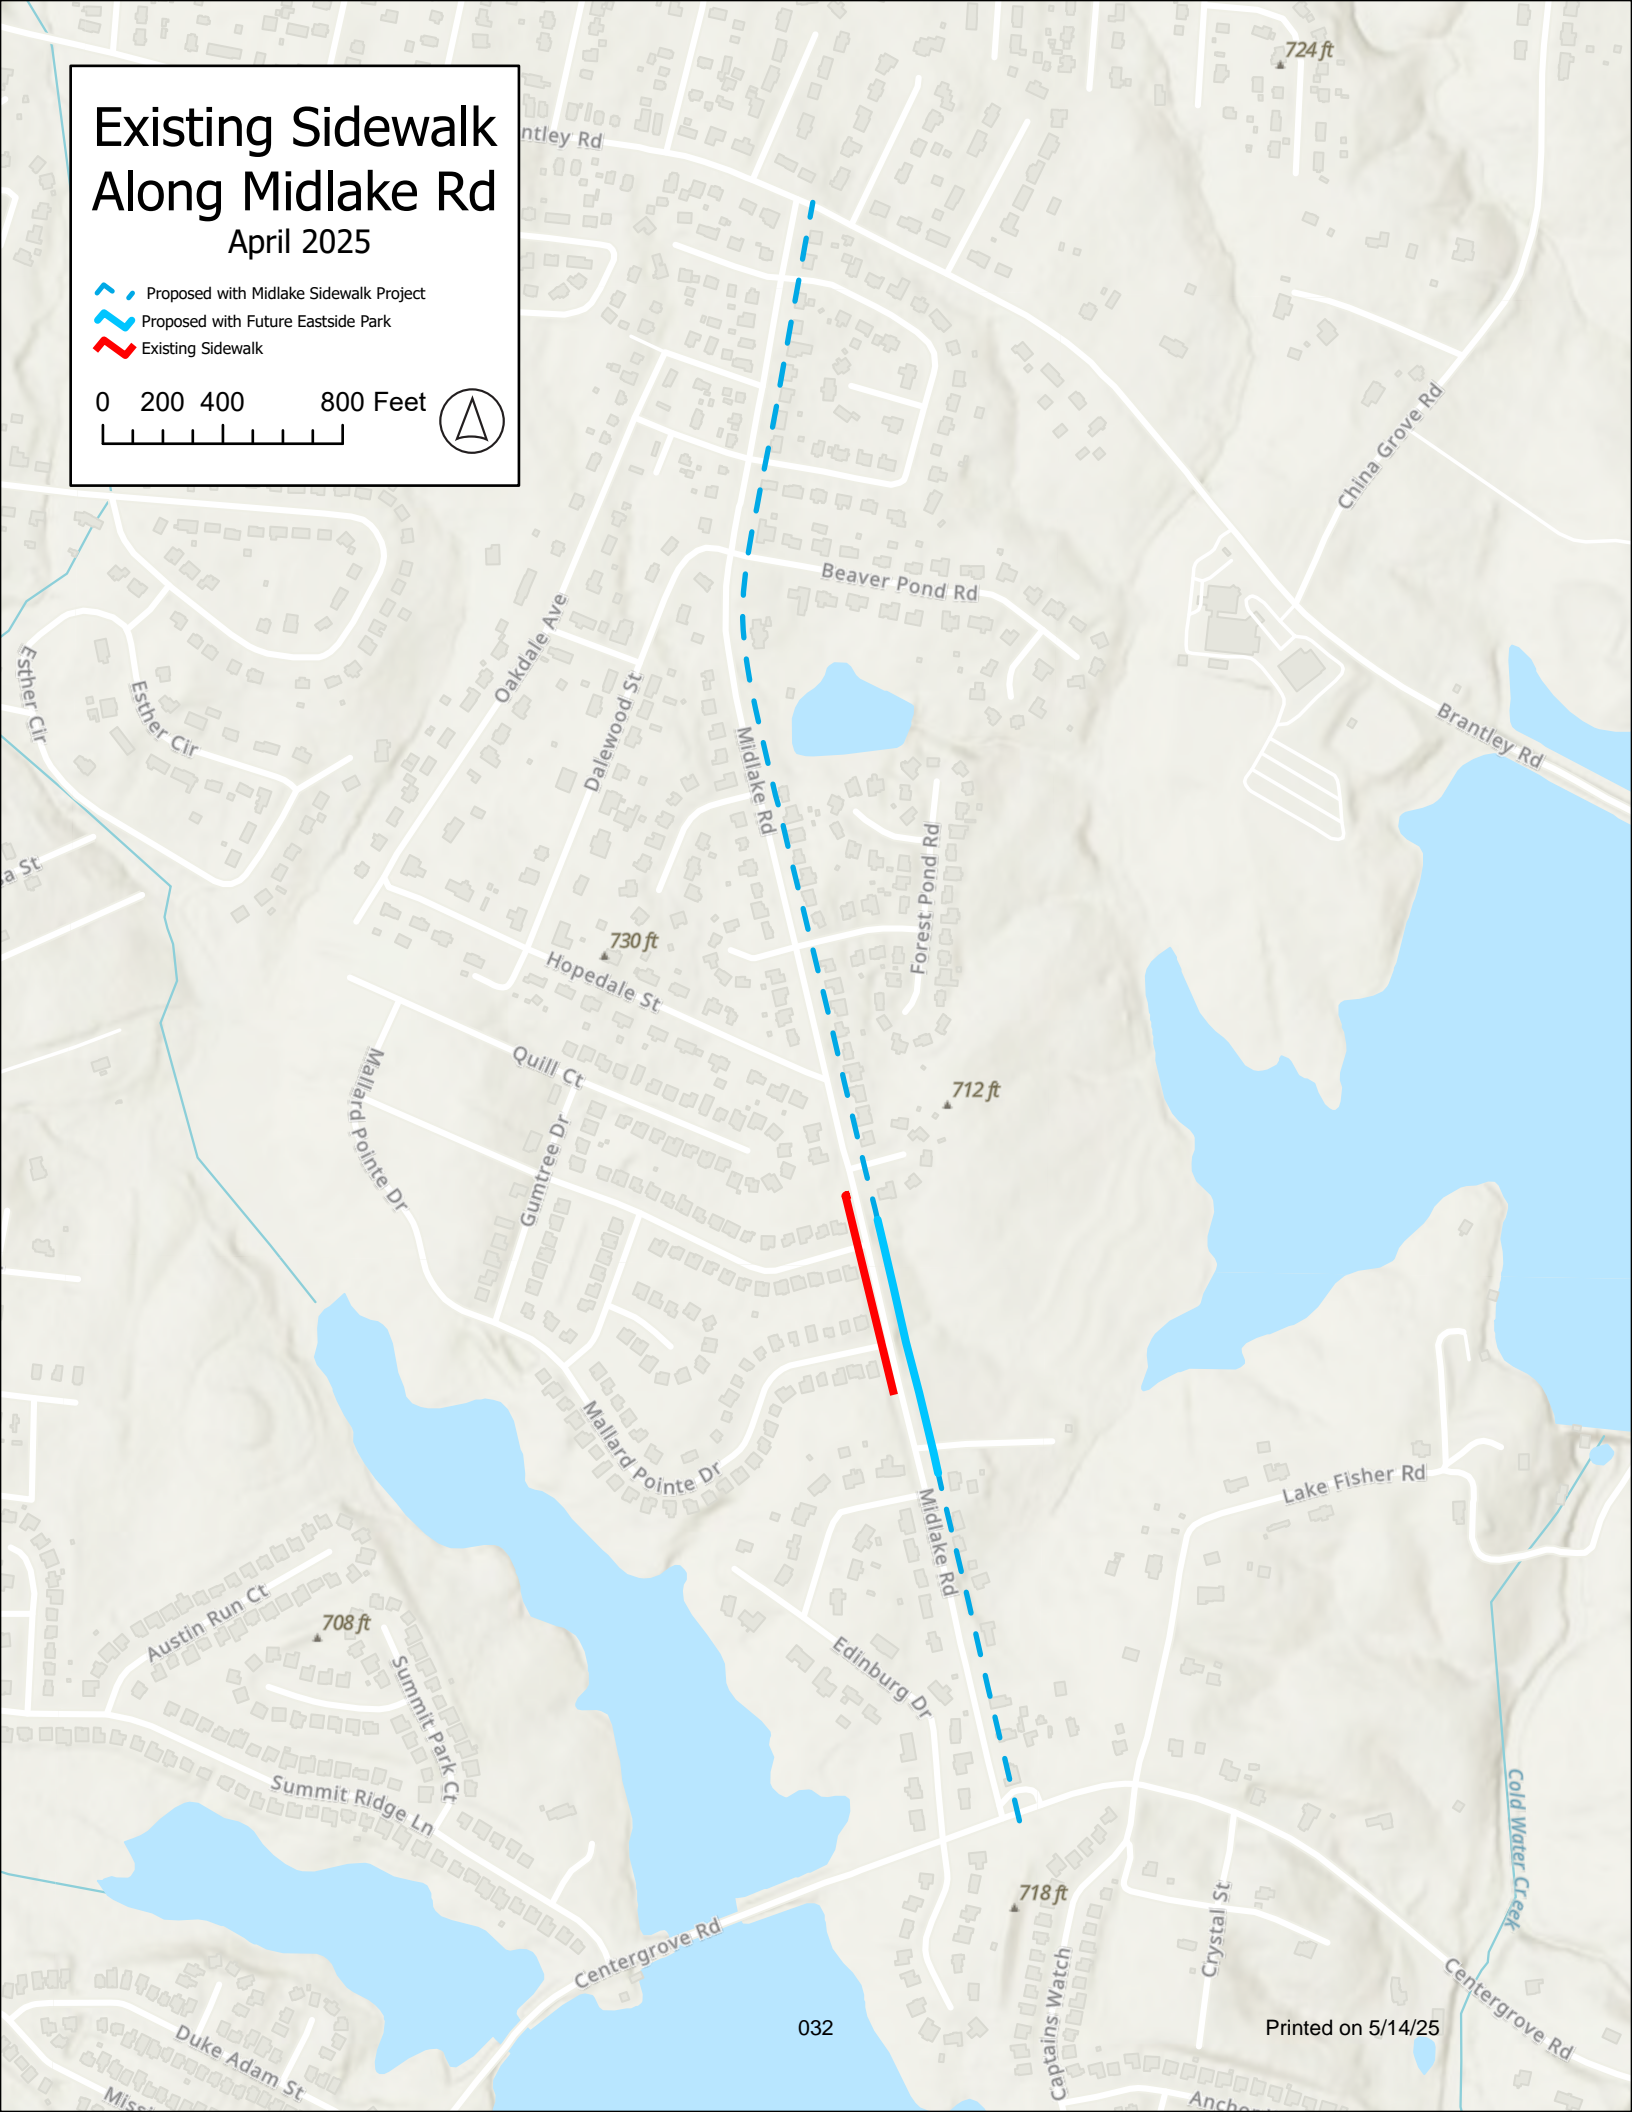 Existing Sidewalk
Along Midlake Rd
April 2025
Proposed with Midlake Sidewalk Project
Proposed with Future Eastside Park
Existing Sidewalk
0 200 400 800 Feet
724 ft
ntley Rd
China Grove Rd
Beaver Pond Rd
Oakdale Ave
Esther Cir
Esther Cir
Dalewood St
Brantley Rd
Midlake Rd
Forest Pond Rd
a St
730 ft
Hopedale St
Quill Ct
Mallard Pointe Dr
712 ft
Gumtree Dr
Mallard Pointe Dr
Lake Fisher Rd
Midlake Rd
Austin Run Ct
708 ft
Summit Park Ct
Edinburg Dr
Summit Ridge Ln
Cold Water Creek
718 ft
Crystal St
Centergrove Rd
Captains Watch
Centergrove Rd
032
Printed on 5/14/25
Duke Adam St
Missi
Anchor